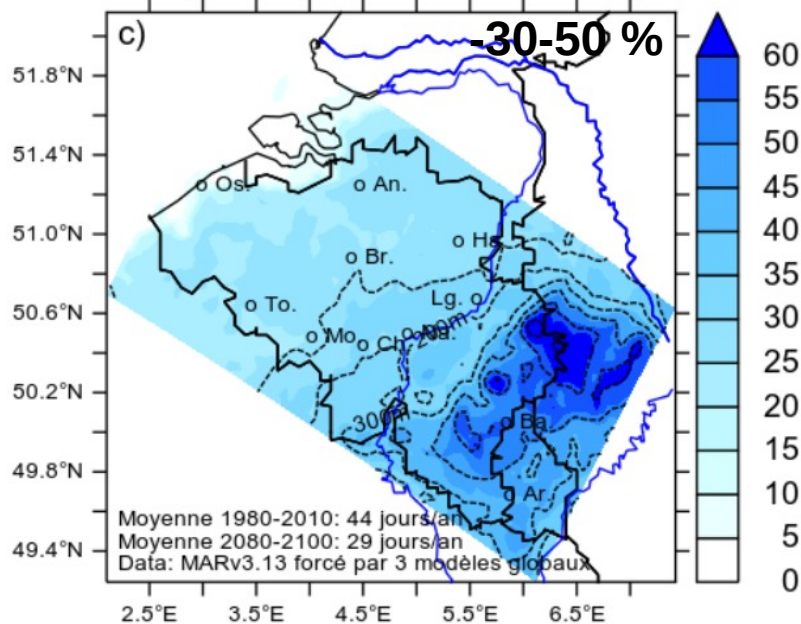 c)
-30-50 %
60
51.8°N
55
50
51.4°N
Os.
An.
45
40
51.0°N
Ha
Br.
35
50.6°N
Lg.
To.
30
200m
Mo
Ch
Na.
25
50.2°N
20
300m
Ba
15
49.8°N
Ar.
10
Moyenne 1980-2010: 44 jours/an
5
Moyenne 2080-2100: 29 jours/an
49.4°N
Data: MARv3.13 forcé par 3 modèles globaux
0
2.5°E
3.5°E
4.5°E
5.5°E
6.5°E